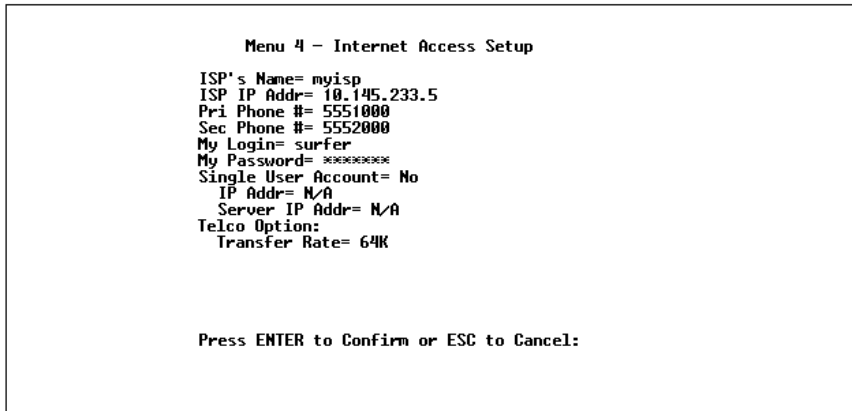 Menu 4 - Internet Access Setup
ISP's Name= myisp
ISP IP Addr= 10.145.233.5
Pri Phone #= 5551000
Sec Phone #= 5552000
My Login= surfer
My Password= *******
Single User Account= No
IP Addr= N/A
Server IP Addr= N/A
Telco Option:
Transfer Rate= 64K
Press ENTER to Confirm or ESC to Cancel: